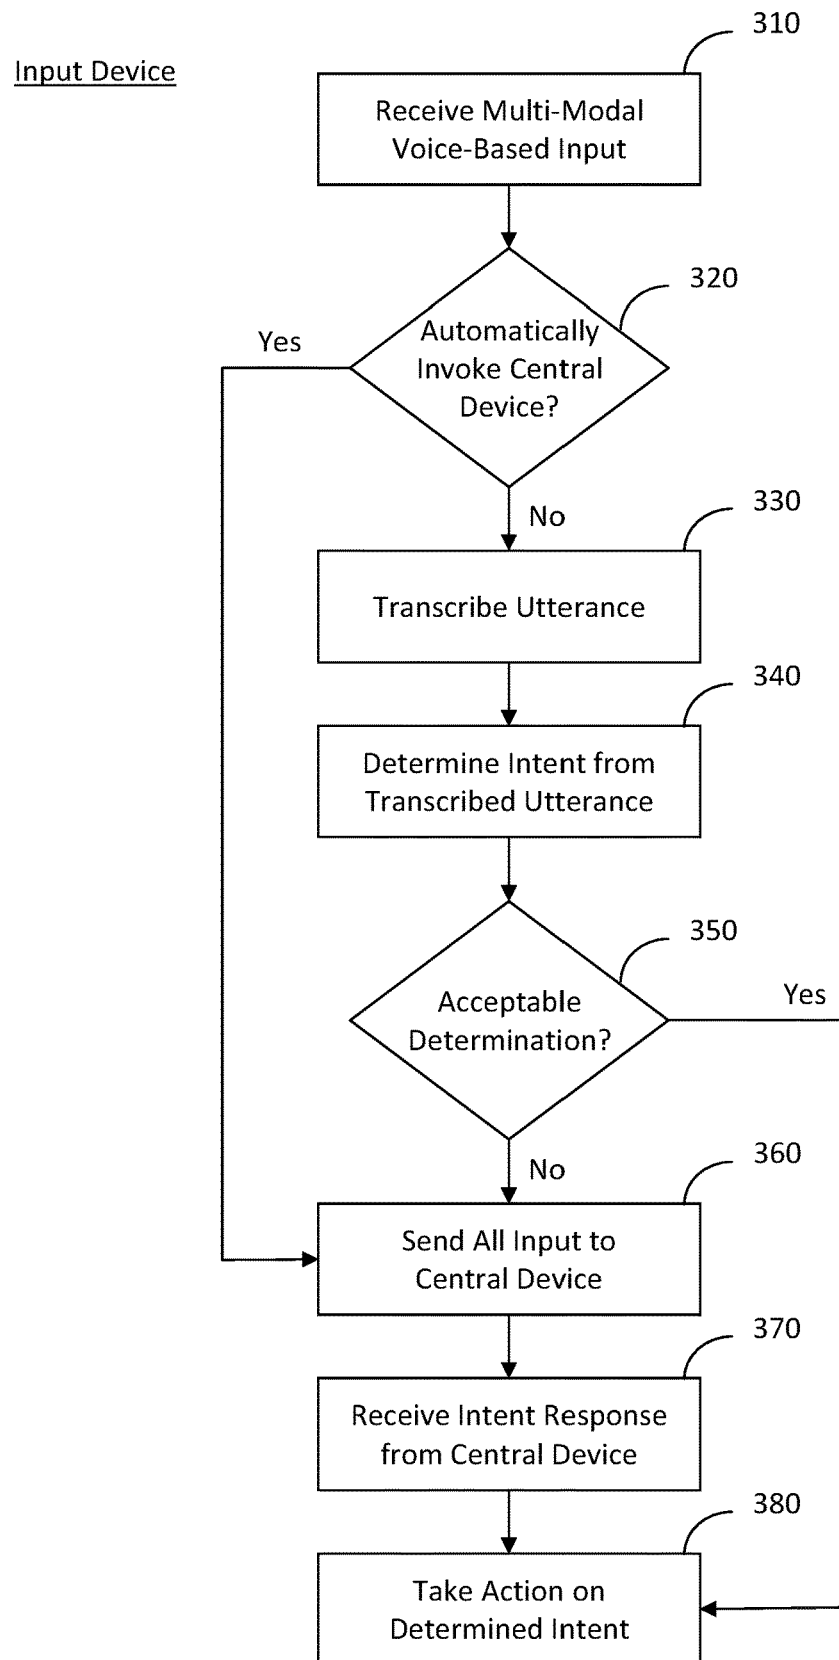 310
Input Device
Receive Multi-Modal
Voice-Based Input
320
Yes
Automatically
Invoke Central
Device?
No
330
Transcribe Utterance
340
Determine Intent from
Transcribed Utterance
350
Yes
Acceptable
Determination?
No
360
Send All Input to
Central Device
370
Receive Intent Response
from Central Device
380
Take Action on
Determined Intent